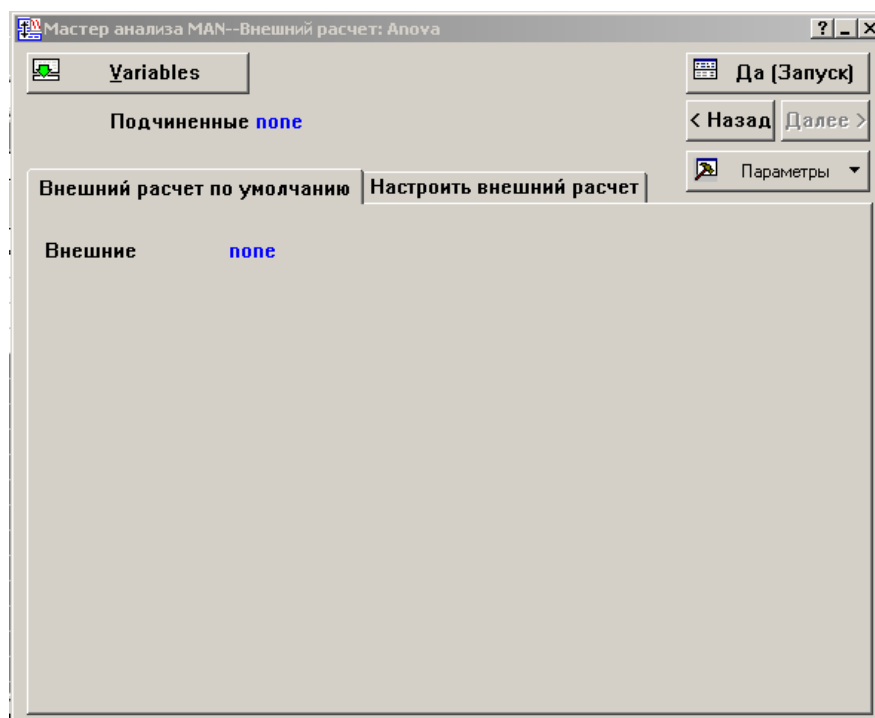 Мастер анализа MAN--Внешний расчет: Anova
Variables
Да (Запуск)
Подчиненные none
< Назад Далее >
Параметры
Внешний расчет по умолчанию Настроить внешний расчет
Внешние none